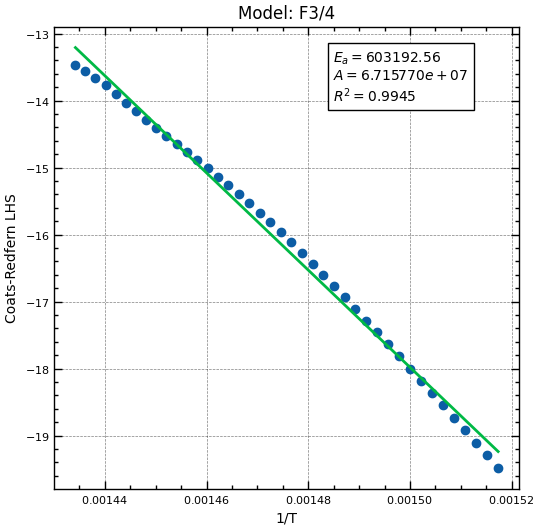 Model: F3/4
−13
−14
−15
−16
−17
−18
−19
Coats-Redfern LHS
E_a = 603192.56
A = 6.715770e + 07
R² = 0.9945
0.00144 0.00146 0.00148 0.00150 0.00152
1/T